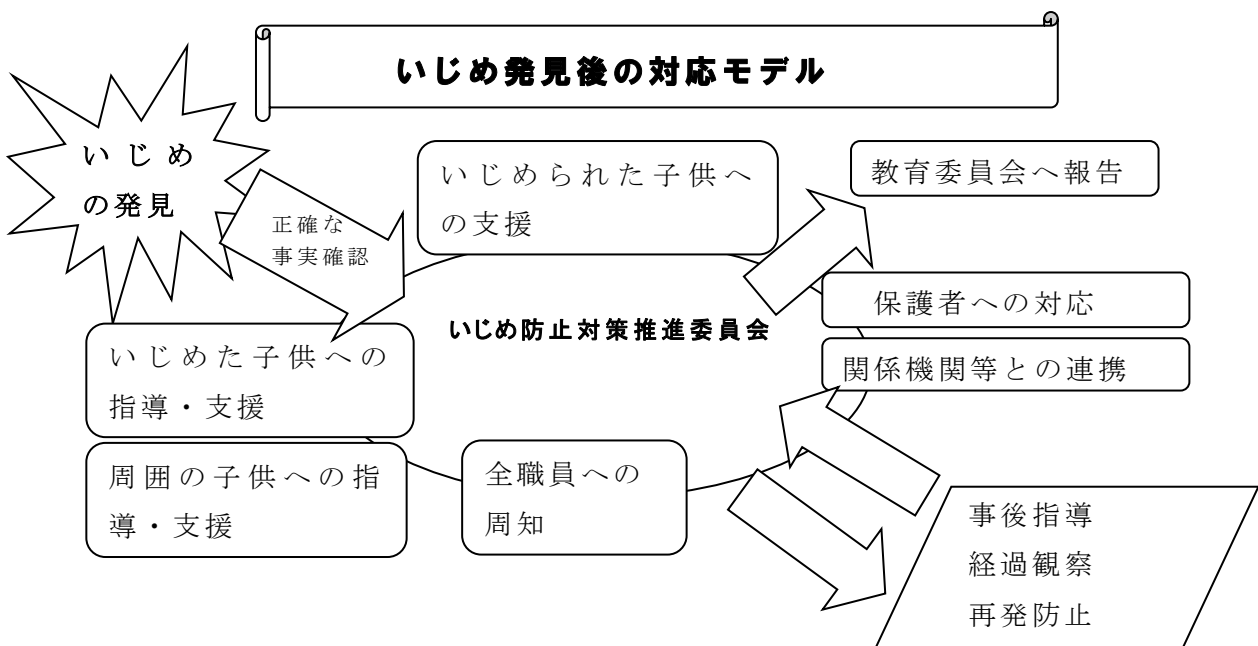 いじめ発見後の対応モデル
いじめ
の発見
正確な
事実確認
いじめられた子供へ
の支援
教育委員会へ報告
保護者への対応
いじめ防止対策推進委員会
関係機関等との連携
いじめた子供への
指導・支援
周囲の子供への指
導・支援
全職員への
周知
事後指導
経過観察
再発防止